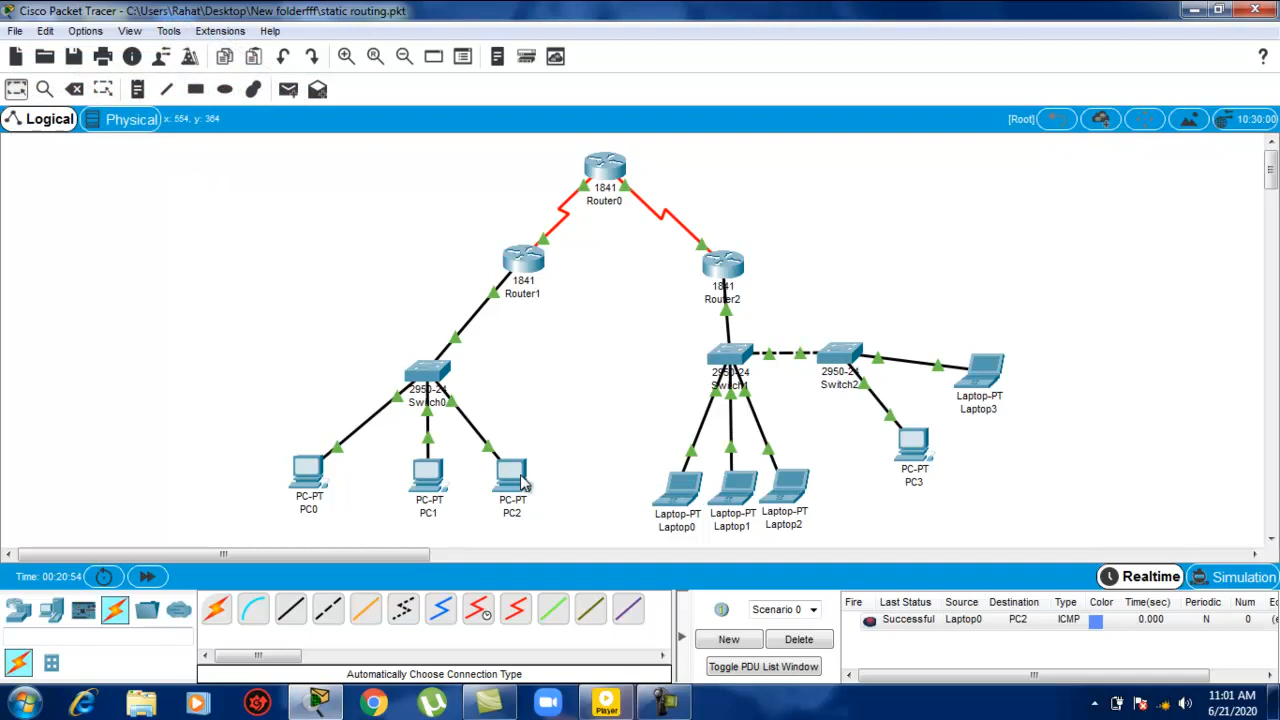 Cisco Packet Tracer - C:\Users\Rahat\Desktop\New folderfff\static routing.pkt
File Edit Options View Tools Extensions Help
?
Logical Physical x: 554, y: 364 [Root] 10:30:00
1841
Router0
1841
Router1
1841
Router2
2950-24
Switch0
2950-24
Switch1
2950-24
Switch2
Laptop-PT
Laptop3
PC-PT
PC3
PC-PT
PC0
PC-PT
PC1
PC-PT
PC2
Laptop-PT
Laptop0
Laptop-PT
Laptop1
Laptop-PT
Laptop2
Time: 00:20:54 Realtime Simulation
Scenario 0
New Delete
Toggle PDU List Window
Fire Last Status Source Destination Type Color Time(sec) Periodic Num Ed
Successful Laptop0 PC2 ICMP 0.000 N 0 (e
Automatically Choose Connection Type
Player
11:01 AM
6/21/2020